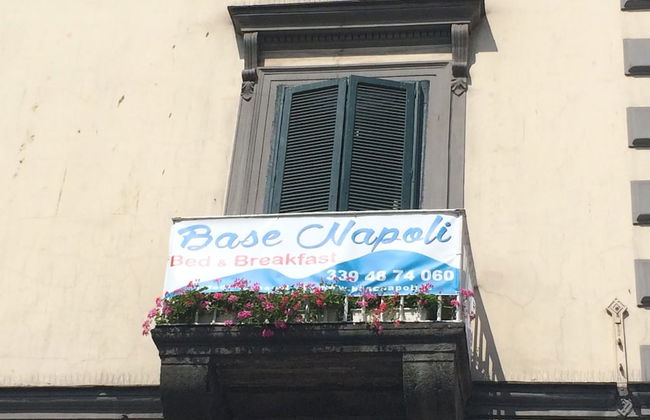 Base Napoli
Bed & Breakfast
339 46 74 060